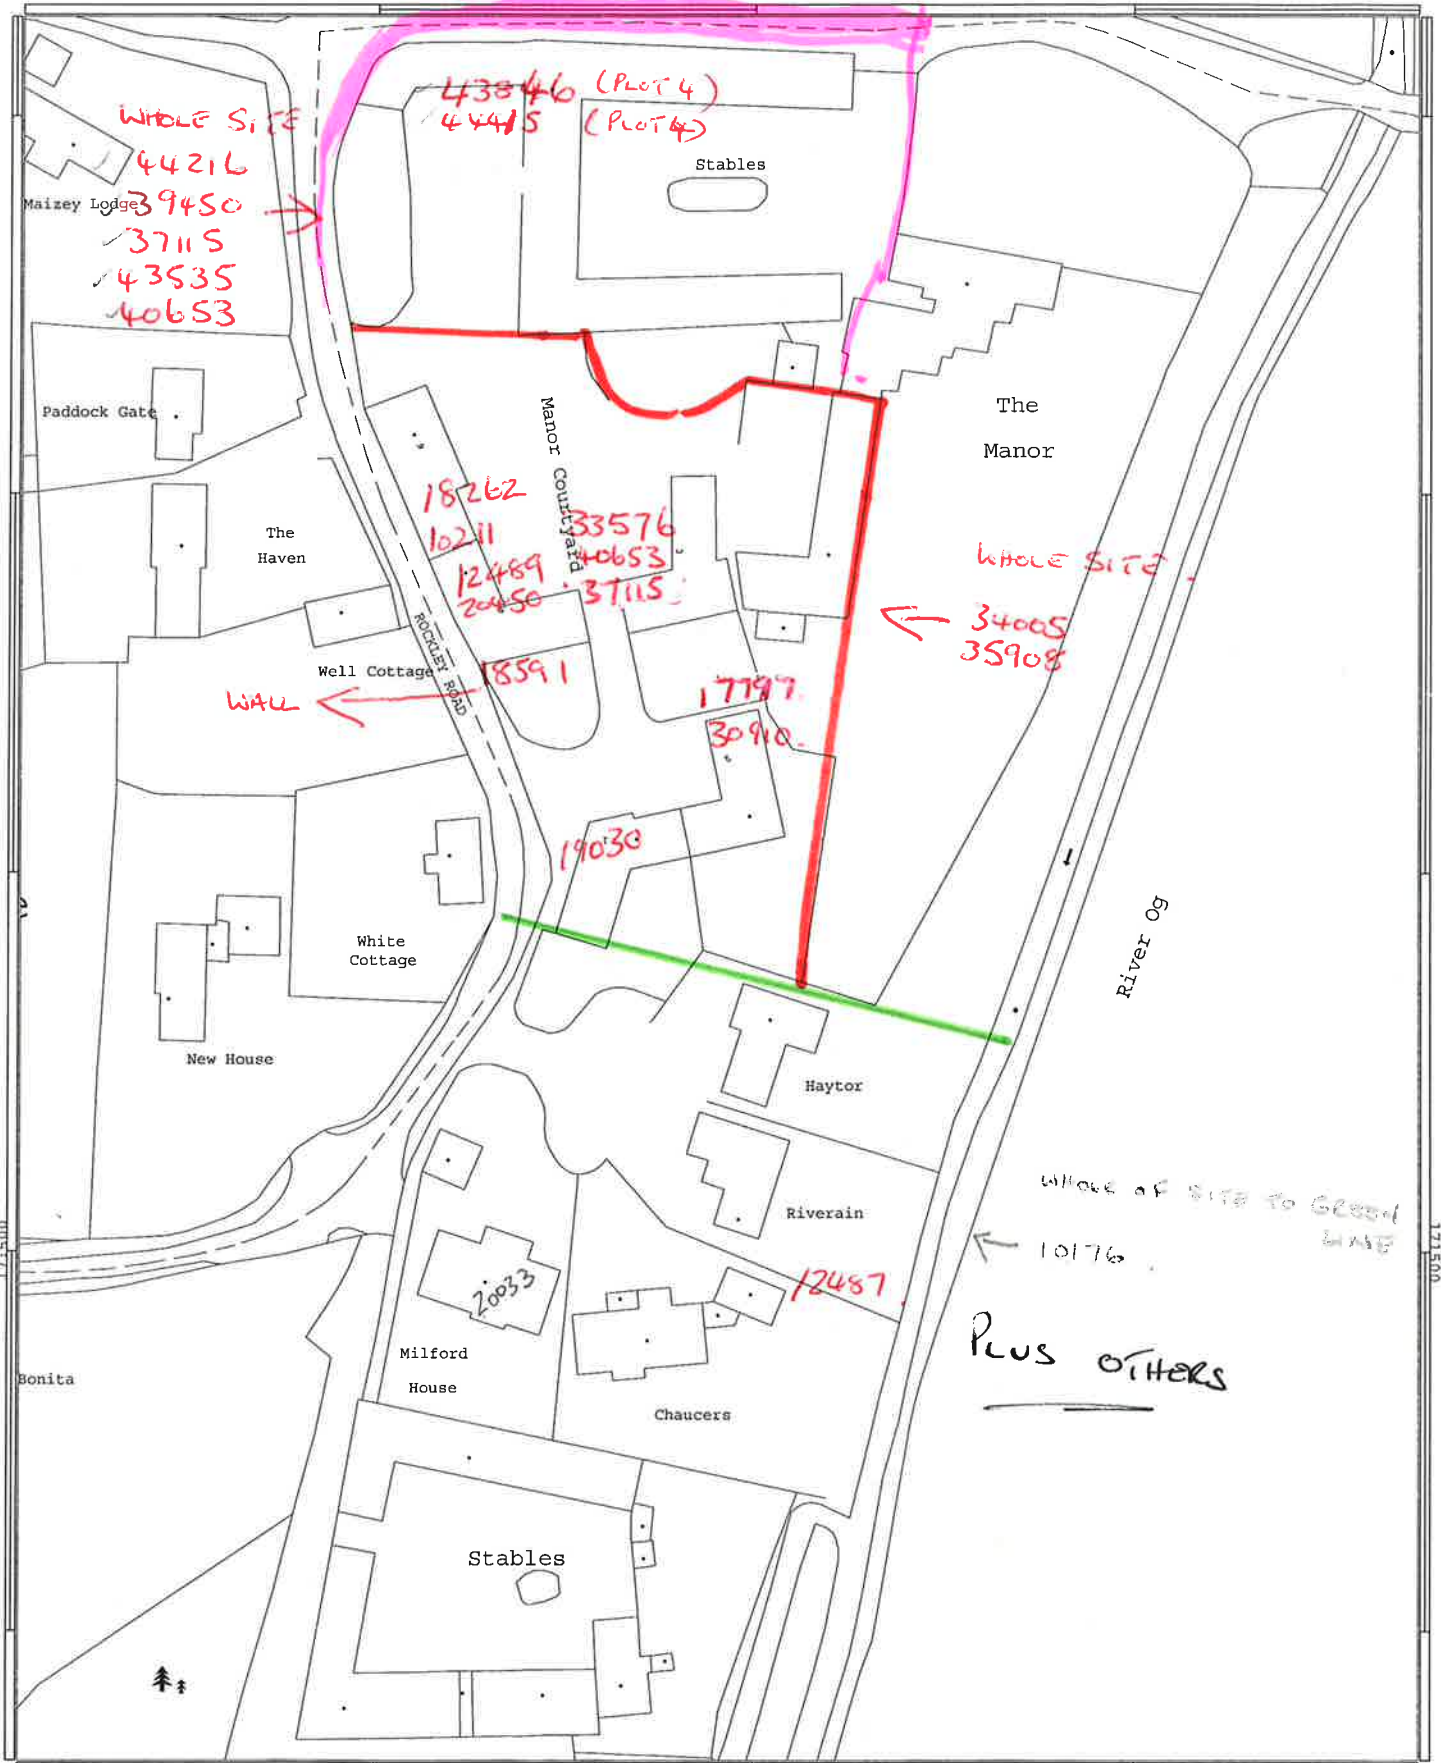 43846 (PLOT 4)
44415 (PLOT 4)
WHOLE SITE
44216
39450
37115
43535
40653
Stables
Maizey Lodge
Paddock Gate
The
Manor
Manor Courtyard
18262
10211
12489
20450
33576
40653
37115
The
Haven
WHOLE SITE
34005
35908
ROCKLEY ROAD
Well Cottage
18591
WALL
17797
30910
19030
White
Cottage
River Og
New House
Haytor
WHOLE OF SITE TO GREEN
LINE
10176
Riverain
171500
20033
12487
PLUS OTHERS
Milford
House
Bonita
Chaucers
Stables